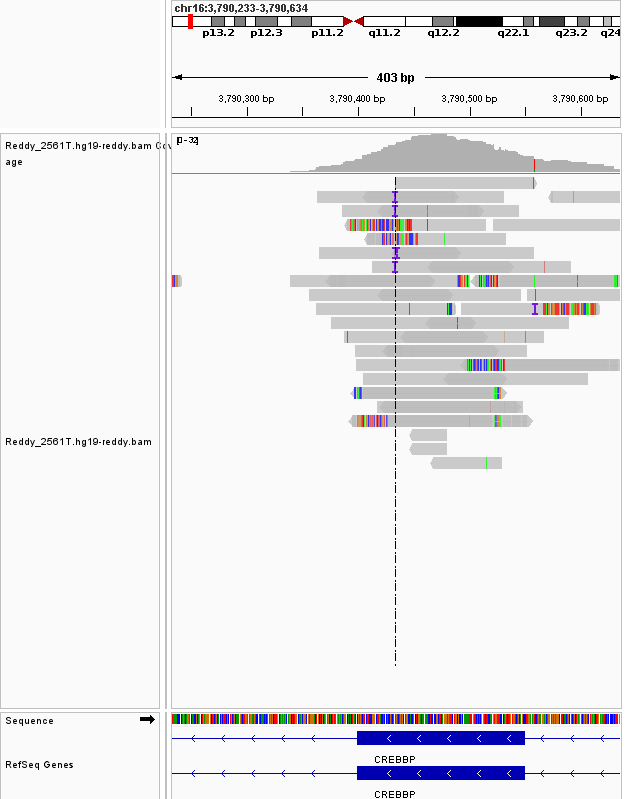 chr16:3,790,233-3,790,634
p13.2 p12.3 p11.2 q11.2 q12.2 q22.1 q23.2 q24
403 bp
3,790,300 bp 3,790,400 bp 3,790,500 bp 3,790,600 bp
[0-32]
Reddy_2561T.hg19-reddy.bam Cov
age
Reddy_2561T.hg19-reddy.bam
Sequence
RefSeq Genes
CREBBP
CREBBP